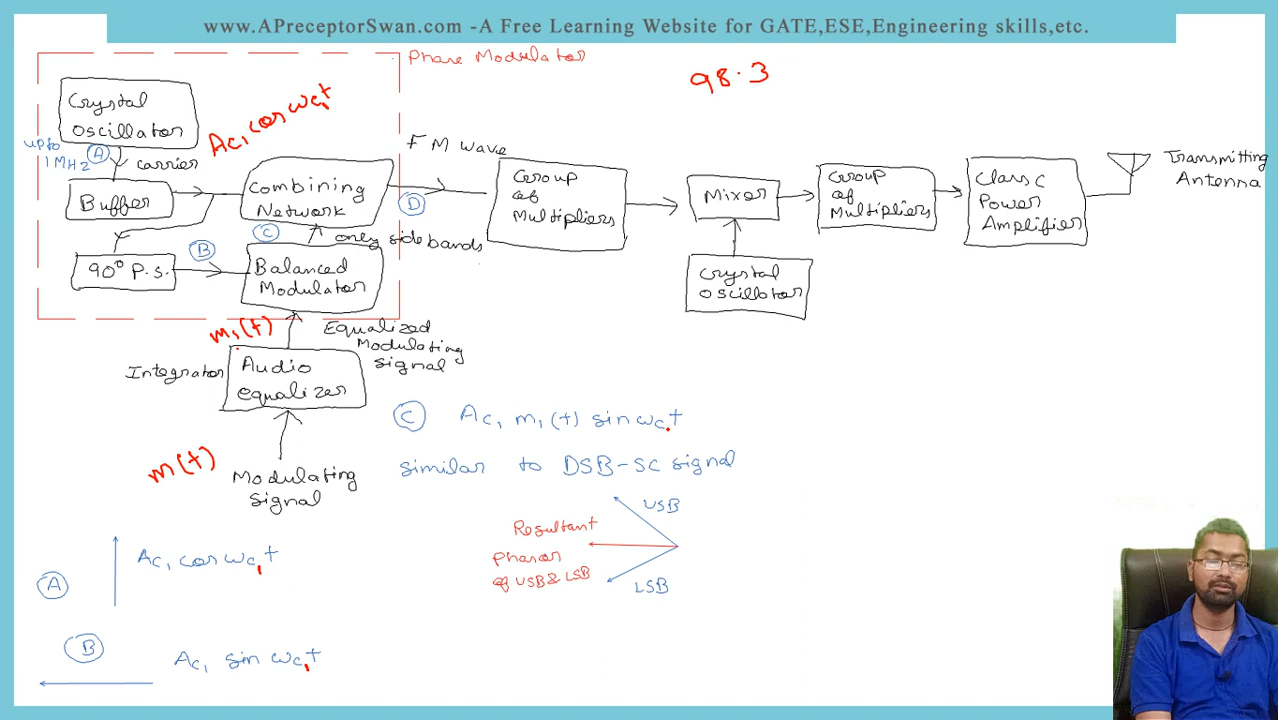 www.APreceptorSwan.com -A Free Learning Website for GATE,ESE,Engineering skills,etc.
Phase Modulator
98.3
Crystal
oscillator
Ac₁ cos ωc₁t
upto
1MHz
A
carrier
Buffer
Combining
Network
FM wave
D
Group
of
Multipliers
Mixer
Group
of
Multipliers
Class C
Power
Amplifier
Transmitting
Antenna
90° P.S.
B
C
only side bands
Balanced
Modulator
crystal
oscillator
m₁(t)
Equalized
Modulating
signal
Integrator
Audio
equalizer
m(t)
Modulating
signal
C
Ac₁ m₁(t) sin ωc₁t
similar to DSB-SC signal
USB
Resultant
Phasor
of USB & LSB
LSB
A
Ac₁ cos ωc₁t
B
Ac₁ sin ωc₁t